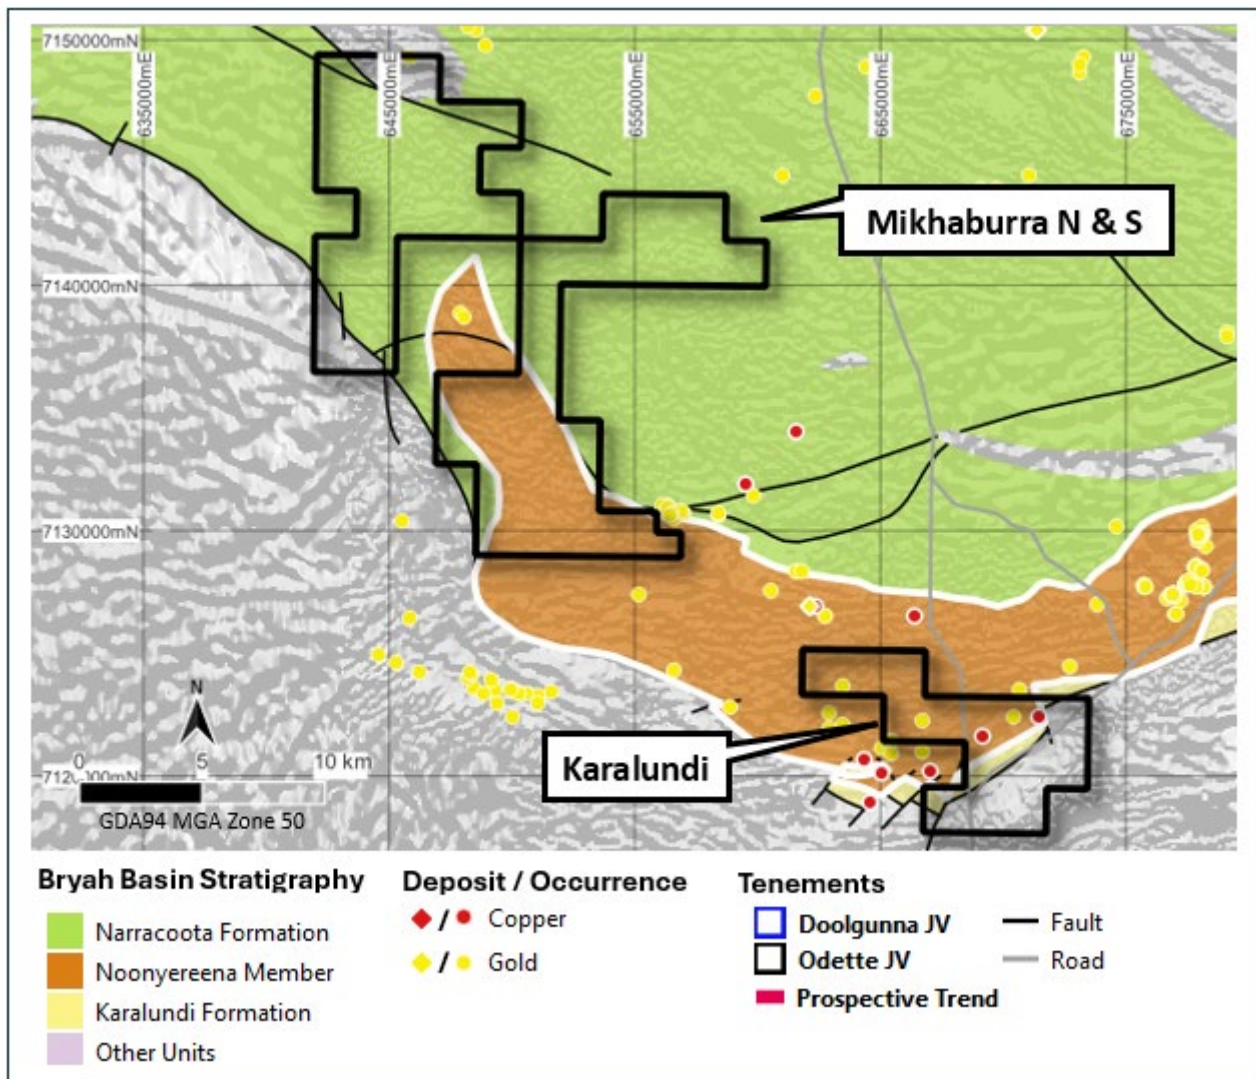 7150000mN
635000mE
645000mE
655000mE
665000mE
675000mE
Mikhaburra N & S
7140000mN
7130000mN
N
Karalundi
0 5 10 km
GDA94 MGA Zone 50
Bryah Basin Stratigraphy
Narracoota Formation
Noonyereena Member
Karalundi Formation
Other Units
Deposit / Occurrence
/ Copper
/ Gold
Tenements
Doolgunna JV
Odette JV
Prospective Trend
Fault
Road